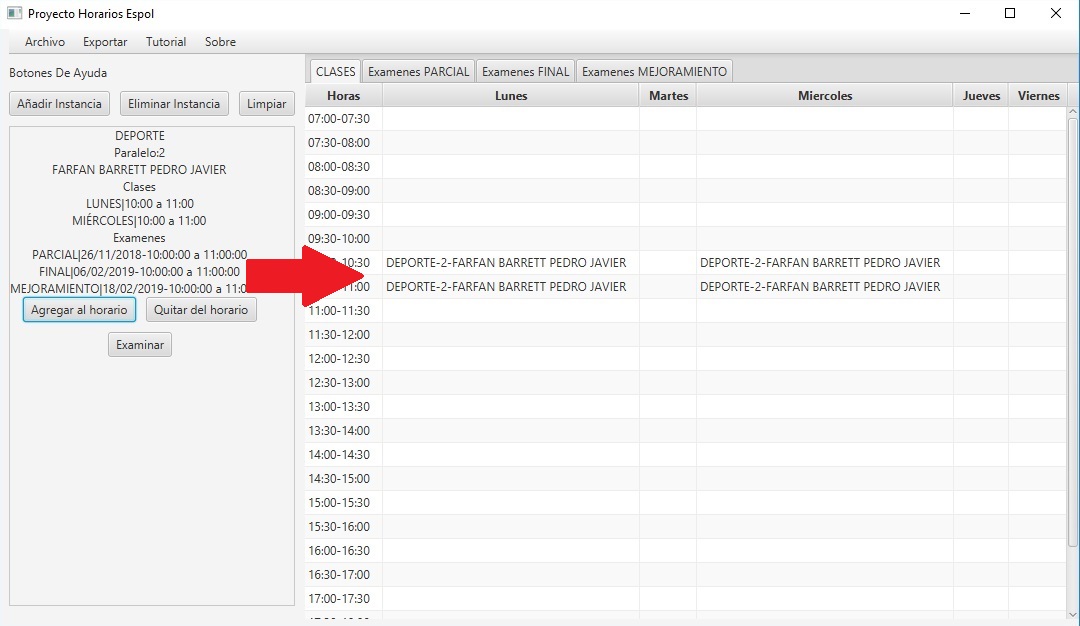 Proyecto Horarios Espol
Archivo Exportar Tutorial Sobre
Botones De Ayuda
Añadir Instancia Eliminar Instancia Limpiar
DEPORTE
Paralelo:2
FARFAN BARRETT PEDRO JAVIER
Clases
LUNES|10:00 a 11:00
MIÉRCOLES|10:00 a 11:00
Examenes
PARCIAL|26/11/2018-10:00:00 a 11:00:00
FINAL|06/02/2019-10:00:00 a 11:00:00
MEJORAMIENTO|18/02/2019-10:00:00 a 11:0
Agregar al horario Quitar del horario
Examinar
CLASES Examenes PARCIAL Examenes FINAL Examenes MEJORAMIENTO
Horas Lunes Martes Miercoles Jueves Viernes
07:00-07:30
07:30-08:00
08:00-08:30
08:30-09:00
09:00-09:30
09:30-10:00
10:30 DEPORTE-2-FARFAN BARRETT PEDRO JAVIER DEPORTE-2-FARFAN BARRETT PEDRO JAVIER
11:00 DEPORTE-2-FARFAN BARRETT PEDRO JAVIER DEPORTE-2-FARFAN BARRETT PEDRO JAVIER
11:00-11:30
11:30-12:00
12:00-12:30
12:30-13:00
13:00-13:30
13:30-14:00
14:00-14:30
14:30-15:00
15:00-15:30
15:30-16:00
16:00-16:30
16:30-17:00
17:00-17:30